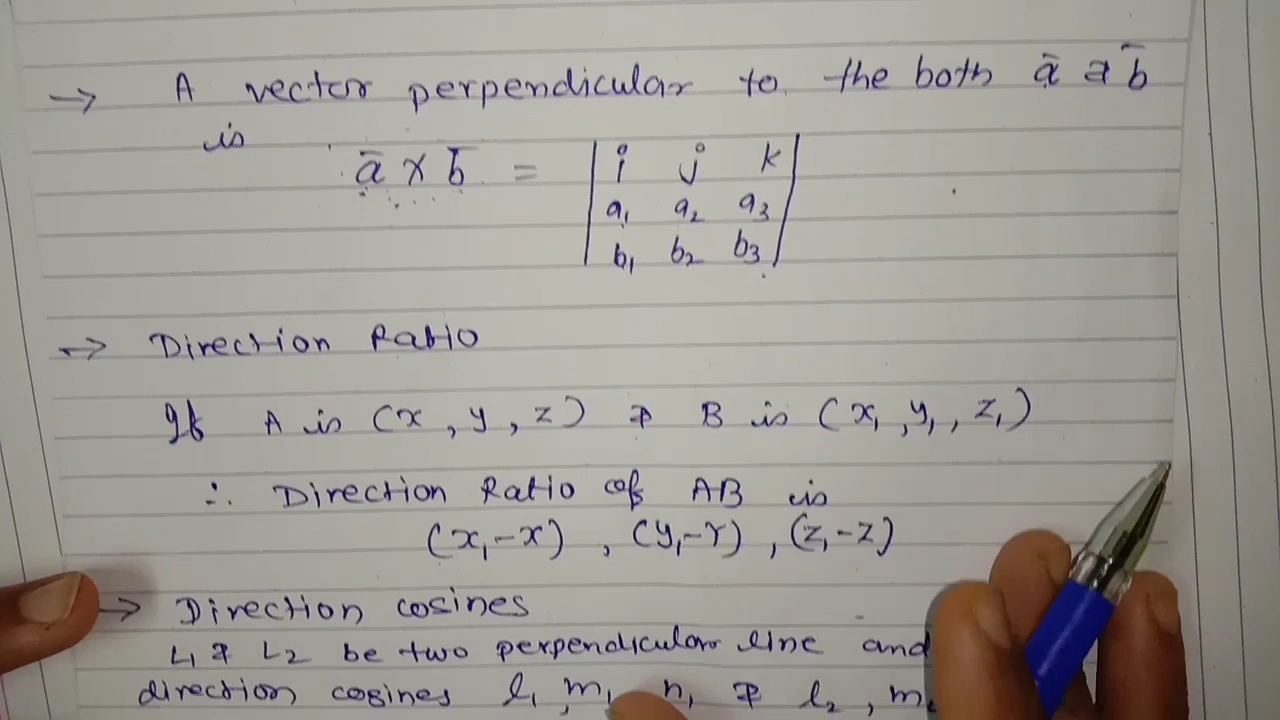 → A vector perpendicular to the both ā & b̄
is
ā × b̄ = | i j k |
| a₁ a₂ a₃ |
| b₁ b₂ b₃ |
→ Direction Ratio
If A is (x, y, z) & B is (x₁, y₁, z₁)
∴ Direction Ratio of AB is
(x₁-x), (y₁-Y), (z₁-z)
→ Direction cosines
L₁ & L₂ be two perpendicular line and
direction cosines l₁, m₁, n₁ & l₂, m₂